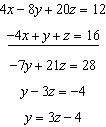 4x − 8y + 20z = 12
−4x + y + z = 16
−7y + 21z = 28
y − 3z = −4
y = 3z − 4